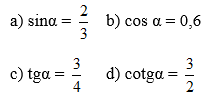 a) sinα = 2/3 b) cos α = 0,6
c) tgα = 3/4 d) cotgα = 3/2